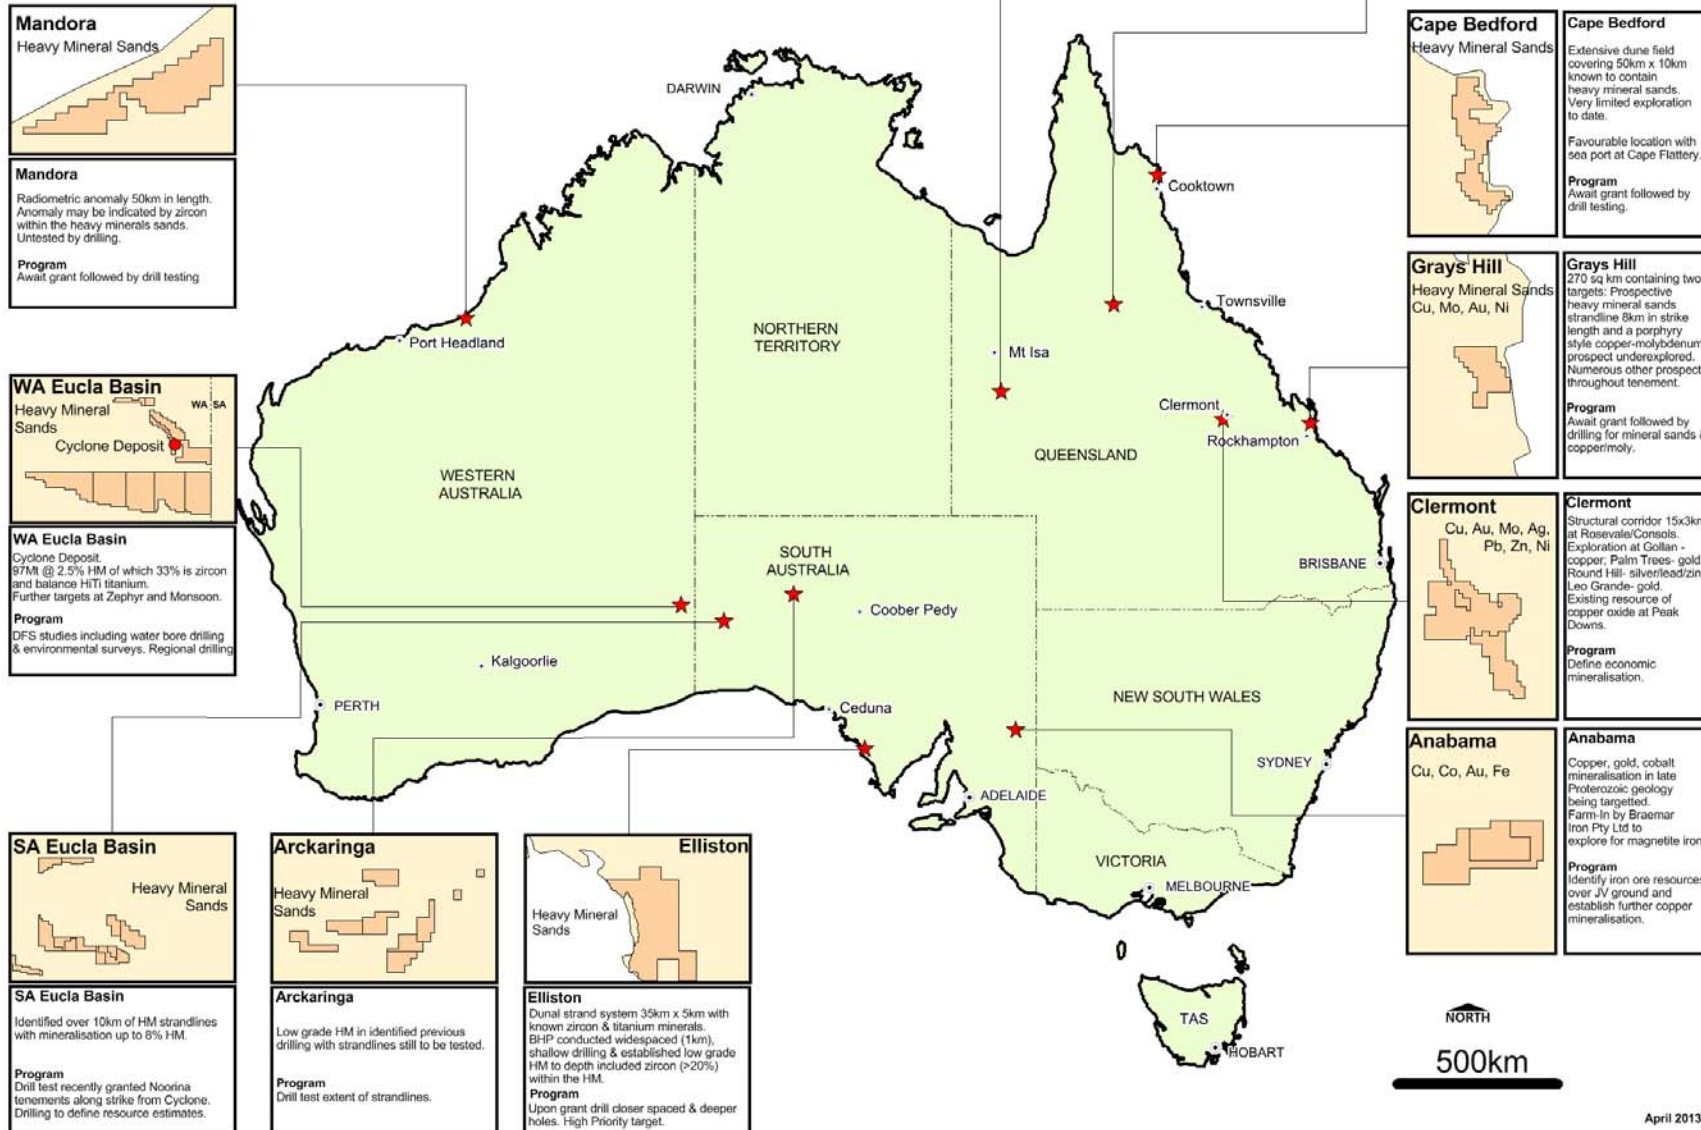 Mandora
Heavy Mineral Sands
Mandora
Radiometric anomaly 50km in length.
Anomaly may be indicated by zircon
within the heavy minerals sands.
Untested by drilling.
Program
Await grant followed by drill testing
WA Eucla Basin
Heavy Mineral
Sands
WA SA
Cyclone Deposit
WA Eucla Basin
Cyclone Deposit.
97Mt @ 2.5% HM of which 33% is zircon
and balance HiTi titanium.
Further targets at Zephyr and Monsoon.
Program
DFS studies including water bore drilling
& environmental surveys. Regional drilling
SA Eucla Basin
Heavy Mineral
Sands
SA Eucla Basin
Identified over 10km of HM strandlines
with mineralisation up to 8% HM.
Program
Drill test recently granted Noorina
tenements along strike from Cyclone.
Drilling to define resource estimates.
Arckaringa
Heavy Mineral
Sands
Arckaringa
Low grade HM in identified previous
drilling with strandlines still to be tested.
Program
Drill test extent of strandlines.
Elliston
Heavy Mineral
Sands
Elliston
Dunal strand system 35km x 5km with
known zircon & titanium minerals.
BHP conducted widespaced (1km),
shallow drilling & established low grade
HM to depth included zircon (>20%)
within the HM.
Program
Upon grant drill closer spaced & deeper
holes. High Priority target.
DARWIN
Cooktown
Townsville
Port Headland
NORTHERN
TERRITORY
Mt Isa
Clermont
Rockhampton
QUEENSLAND
WESTERN
AUSTRALIA
SOUTH
AUSTRALIA
BRISBANE
Coober Pedy
Kalgoorlie
PERTH
Ceduna
NEW SOUTH WALES
SYDNEY
ADELAIDE
VICTORIA
MELBOURNE
TAS
HOBART
Cape Bedford
Heavy Mineral Sands
Cape Bedford
Extensive dune field
covering 50km x 10km
known to contain
heavy mineral sands.
Very limited exploration
to date.
Favourable location with
sea port at Cape Flattery.
Program
Await grant followed by
drill testing.
Grays Hill
Heavy Mineral Sands
Cu, Mo, Au, Ni
Grays Hill
270 sq km containing two
targets: Prospective
heavy mineral sands
strandline 8km in strike
length and a porphyry
style copper-molybdenum
prospect underexplored.
Numerous other prospect
throughout tenement.
Program
Await grant followed by
drilling for mineral sands &
copper/moly.
Clermont
Cu, Au, Mo, Ag,
Pb, Zn, Ni
Clermont
Structural corridor 15x3km
at Rosevale/Consols.
Exploration at Gollan -
copper; Palm Trees- gold
Round Hill- silver/lead/zin
Leo Grande- gold.
Existing resource of
copper oxide at Peak
Downs.
Program
Define economic
mineralisation.
Anabama
Cu, Co, Au, Fe
Anabama
Copper, gold, cobalt
mineralisation in late
Proterozoic geology
being targetted.
Farm-In by Braemar
Iron Pty Ltd to
explore for magnetite iron
Program
Identify iron ore resources
over JV ground and
establish further copper
mineralisation.
NORTH
500km
April 2013